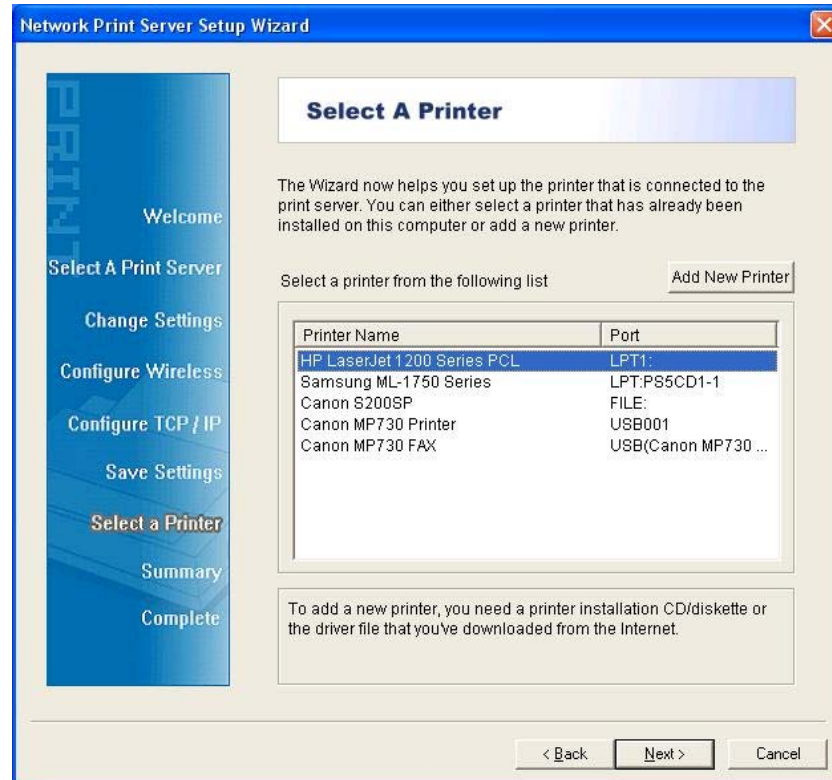 Network Print Server Setup Wizard
PRINT
Welcome
Select A Print Server
Change Settings
Configure Wireless
Configure TCP / IP
Save Settings
Select a Printer
Summary
Complete
Select A Printer
The Wizard now helps you set up the printer that is connected to the
print server. You can either select a printer that has already been
installed on this computer or add a new printer.
Select a printer from the following list
Add New Printer
Printer Name Port
HP LaserJet 1200 Series PCL LPT1:
Samsung ML-1750 Series LPT:PS5CD1-1
Canon S200SP FILE:
Canon MP730 Printer USB001
Canon MP730 FAX USB(Canon MP730 ...
To add a new printer, you need a printer installation CD/diskette or
the driver file that you've downloaded from the Internet.
< Back Next > Cancel